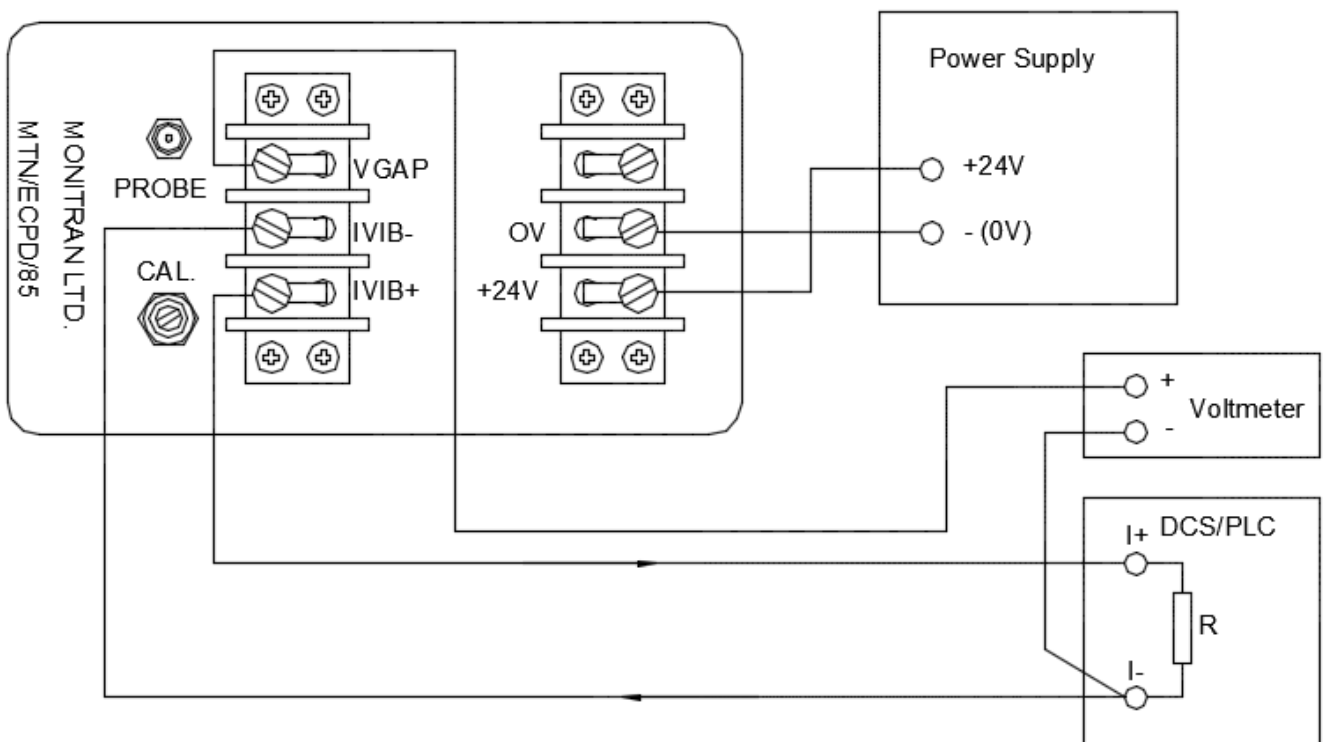 MONITRAN LTD.
MTN/ECPD/85
PROBE
CAL.
VGAP
IVIB-
IVIB+
OV
+24V
Power Supply
+24V
- (0V)
+
Voltmeter
-
DCS/PLC
I+
R
I-